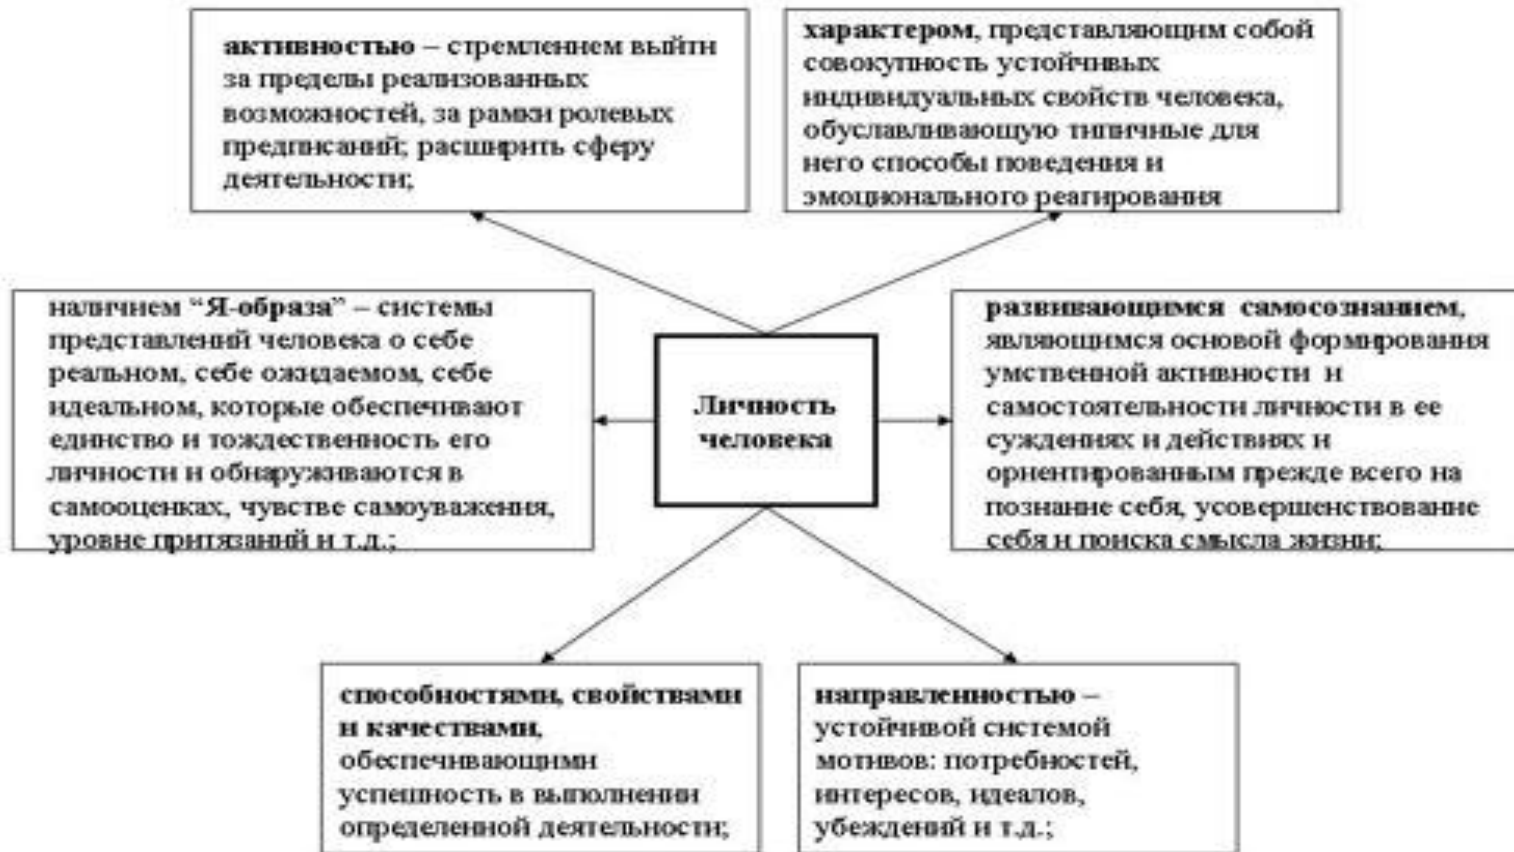 активностью – стремлением выйти
за пределы реализованных
возможностей, за рамки ролевых
предписаний; расширить сферу
деятельности;
характером, представляющим собой
совокупность устойчивых
индивидуальных свойств человека,
обуславливающую типичные для
него способы поведения и
эмоционального реагирования
наличием “Я-образа” – системы
представлений человека о себе
реальном, себе ожидаемом, себе
идеальном, которые обеспечивают
единство и тождественность его
личности и обнаруживаются в
самооценках, чувстве самоуважения,
уровне притязаний и т.д.;
Личность
человека
развивающимся самосознанием,
являющимся основой формирования
умственной активности и
самостоятельности личности в ее
суждениях и действиях и
ориентированным прежде всего на
познание себя, усовершенствование
себя и поиска смысла жизни;
способностями, свойствами
и качествами,
обеспечивающими
успешность в выполнении
определенной деятельности;
направленностью –
устойчивой системой
мотивов: потребностей,
интересов, идеалов,
убеждений и т.д.;